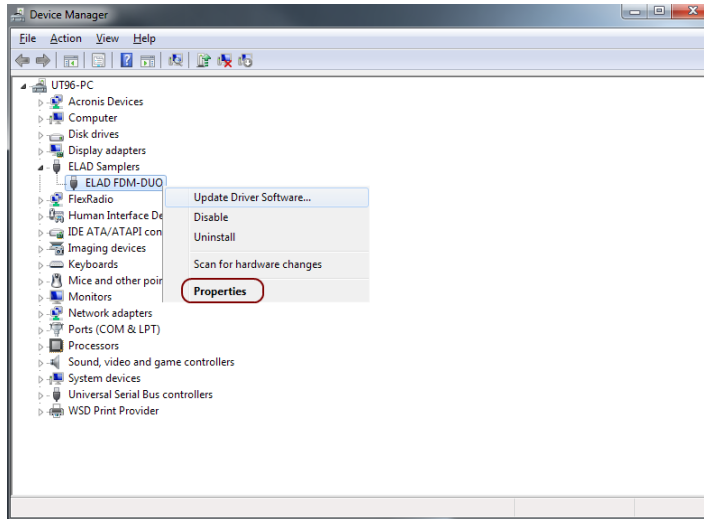 Device Manager
File Action View Help
UT96-PC
Acronis Devices
Computer
Disk drives
Display adapters
ELAD Samplers
ELAD FDM-DUO
Update Driver Software...
FlexRadio
Disable
Human Interface De
Uninstall
IDE ATA/ATAPI con
Imaging devices
Scan for hardware changes
Keyboards
Mice and other poin
Properties
Monitors
Network adapters
Ports (COM & LPT)
Processors
Sound, video and game controllers
System devices
Universal Serial Bus controllers
WSD Print Provider